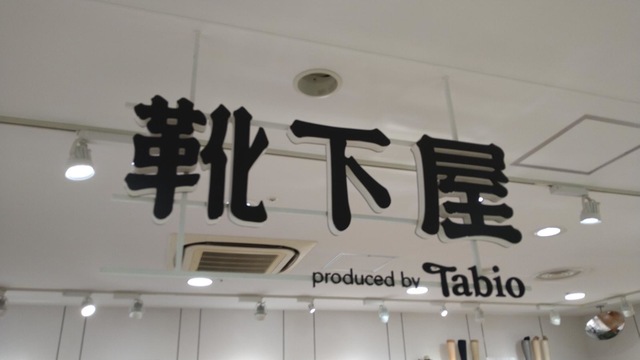 靴下屋
produced by Tabio